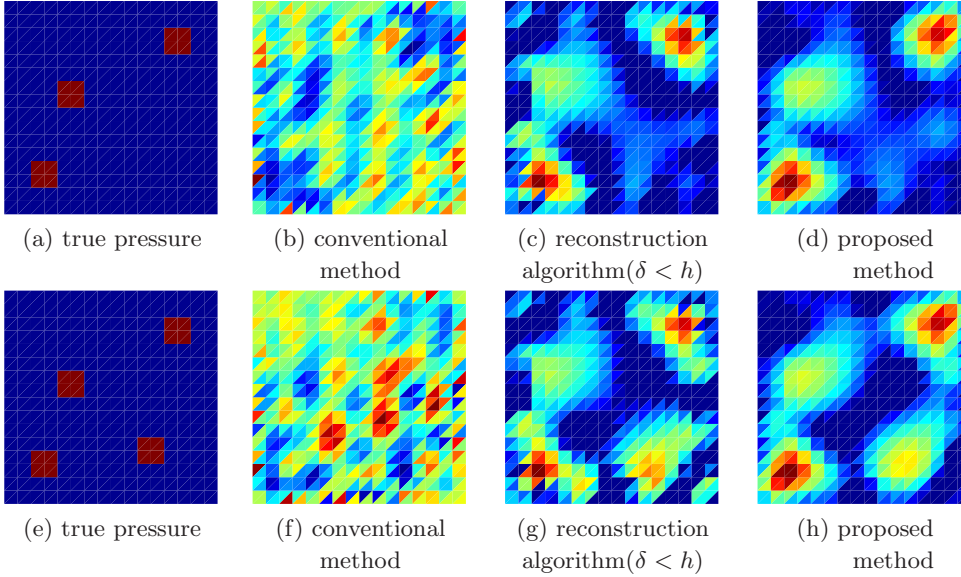 (a) true pressure
(b) conventional
method
(c) reconstruction
algorithm(δ < h)
(d) proposed
method
(e) true pressure
(f) conventional
method
(g) reconstruction
algorithm(δ < h)
(h) proposed
method